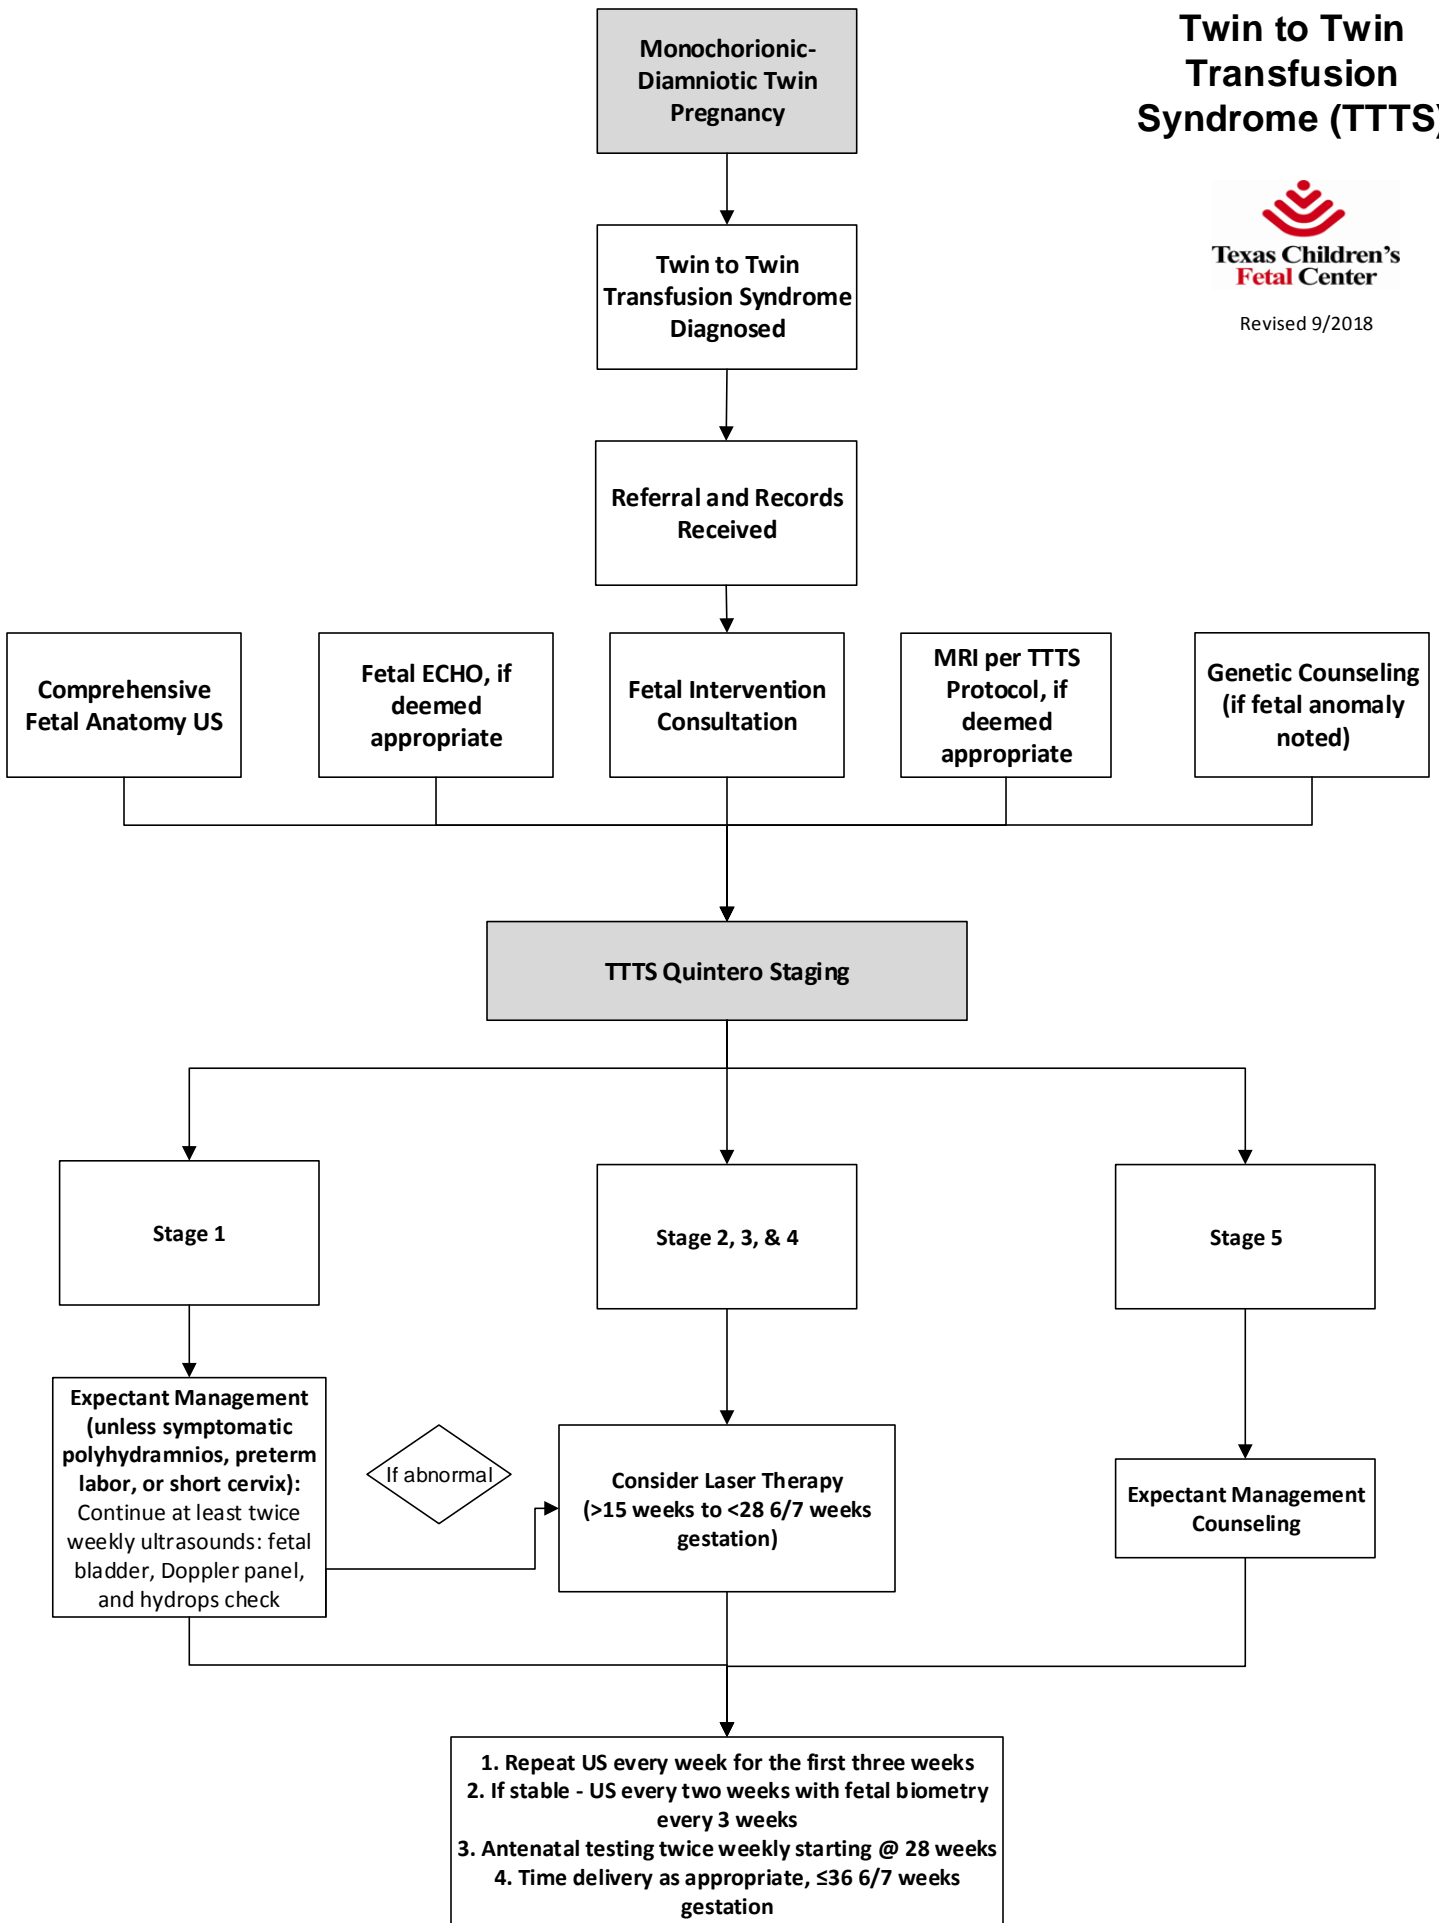 Twin to Twin
Transfusion
Syndrome (TTTS)
Texas Children's
Fetal Center
Revised 9/2018
Monochorionic-
Diamniotic Twin
Pregnancy
Twin to Twin
Transfusion Syndrome
Diagnosed
Referral and Records
Received
Comprehensive
Fetal Anatomy US
Fetal ECHO, if
deemed
appropriate
Fetal Intervention
Consultation
MRI per TTTS
Protocol, if
deemed
appropriate
Genetic Counseling
(if fetal anomaly
noted)
TTTS Quintero Staging
Stage 1
Stage 2, 3, & 4
Stage 5
Expectant Management
(unless symptomatic
polyhydramnios, preterm
labor, or short cervix):
Continue at least twice
weekly ultrasounds: fetal
bladder, Doppler panel,
and hydrops check
If abnormal
Consider Laser Therapy
(>15 weeks to <28 6/7 weeks
gestation)
Expectant Management
Counseling
1. Repeat US every week for the first three weeks
2. If stable - US every two weeks with fetal biometry
every 3 weeks
3. Antenatal testing twice weekly starting @ 28 weeks
4. Time delivery as appropriate, ≤36 6/7 weeks
gestation